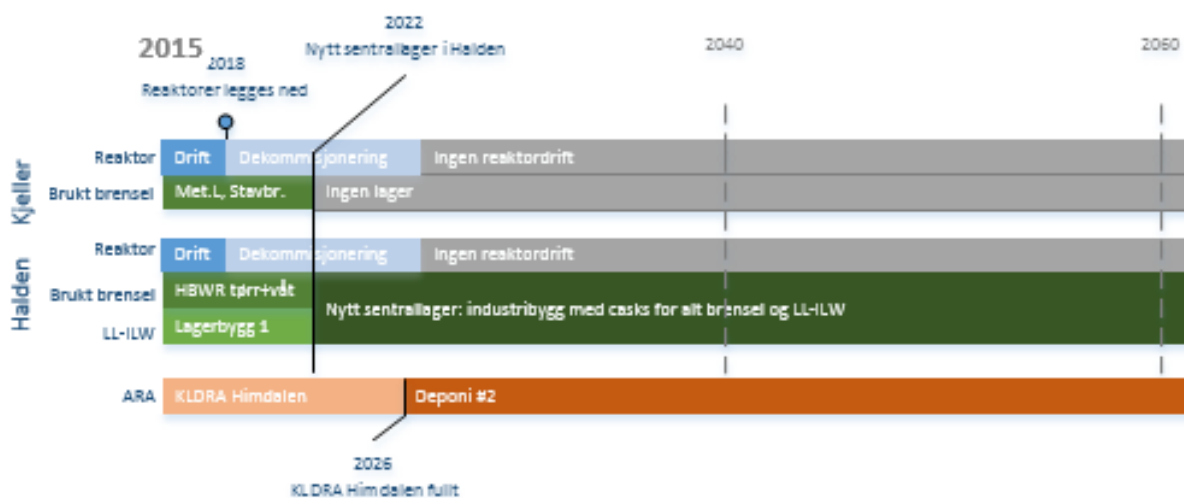 2022
Nytt sentrallager i Halden
2015
2018
Reaktorer legges ned
2040
2060
Kjeller
Reaktor
Drift
Dekommisjonering
Ingen reaktordrift
Brukt brensel
Met.L, Stavbr.
Ingen lager
Halden
Reaktor
Drift
Dekommisjonering
Ingen reaktordrift
Brukt brensel
HBWR tørr+våt
Nytt sentrallager: industribygg med casks for alt brensel og LL-ILW
LL-ILW
Lagerbygg 1
ARA
KLDRA Himdalen
Deponi #2
2026
KLDRA Himdalen fullt